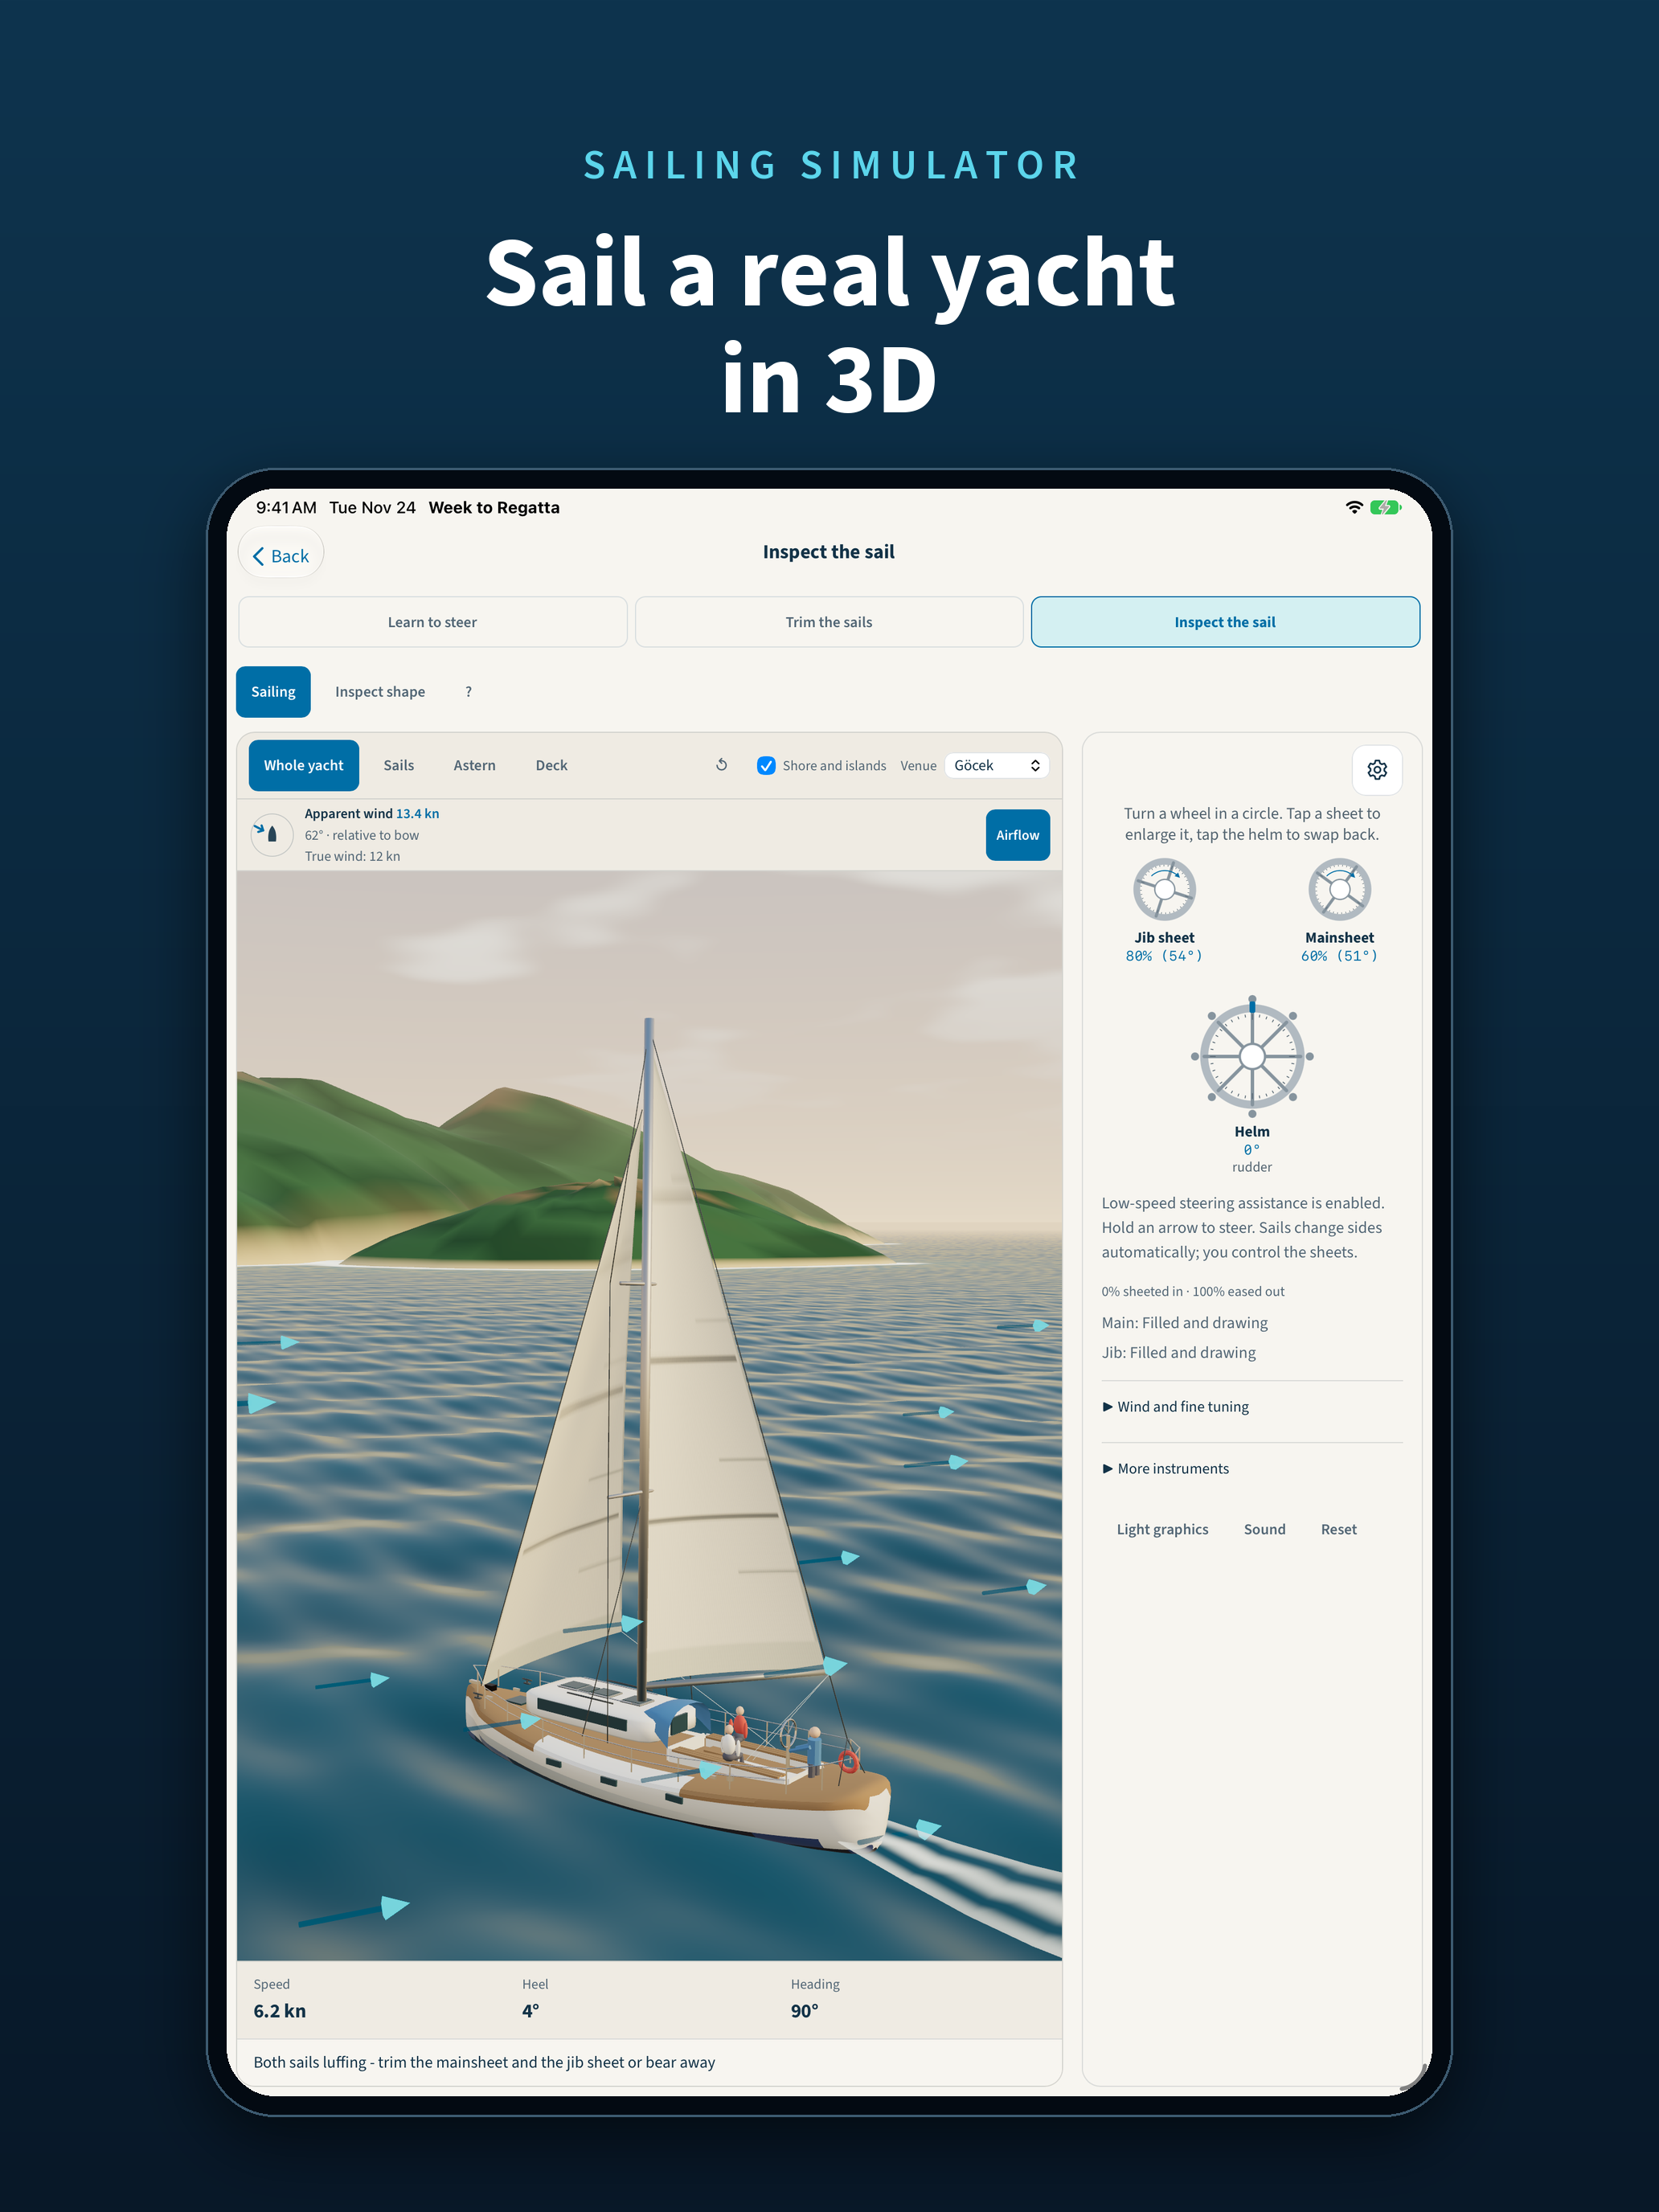 SAILING SIMULATOR
Sail a real yacht
in 3D
9:41 AM Tue Nov 24 Week to Regatta
Back
Inspect the sail
Learn to steer
Trim the sails
Inspect the sail
Sailing
Inspect shape
?
Whole yacht
Sails
Astern
Deck
Shore and islands
Venue
Göcek
Apparent wind 13.4 kn
62° · relative to bow
True wind: 12 kn
Airflow
Turn a wheel in a circle. Tap a sheet to
enlarge it, tap the helm to swap back.
Jib sheet
80% (54°)
Mainsheet
60% (51°)
Helm
0°
rudder
Low-speed steering assistance is enabled.
Hold an arrow to steer. Sails change sides
automatically; you control the sheets.
0% sheeted in · 100% eased out
Main: Filled and drawing
Jib: Filled and drawing
Wind and fine tuning
More instruments
Light graphics
Sound
Reset
Speed
6.2 kn
Heel
4°
Heading
90°
Both sails luffing - trim the mainsheet and the jib sheet or bear away